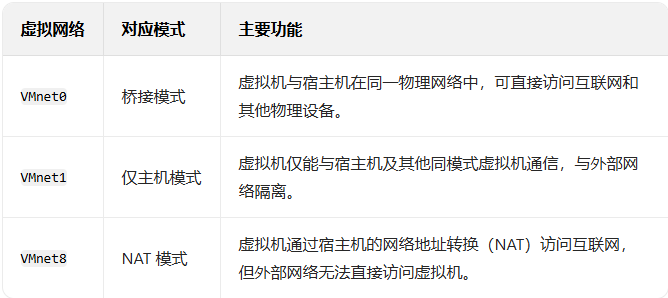 虚拟网络 对应模式 主要功能
VMnet0 桥接模式 虚拟机与宿主机在同一物理网络中，可直接访问互联网和
其他物理设备。
VMnet1 仅主机模式 虚拟机仅能与宿主机及其他同模式虚拟机通信，与外部网
络隔离。
VMnet8 NAT 模式 虚拟机通过宿主机的网络地址转换（NAT）访问互联网，
但外部网络无法直接访问虚拟机。